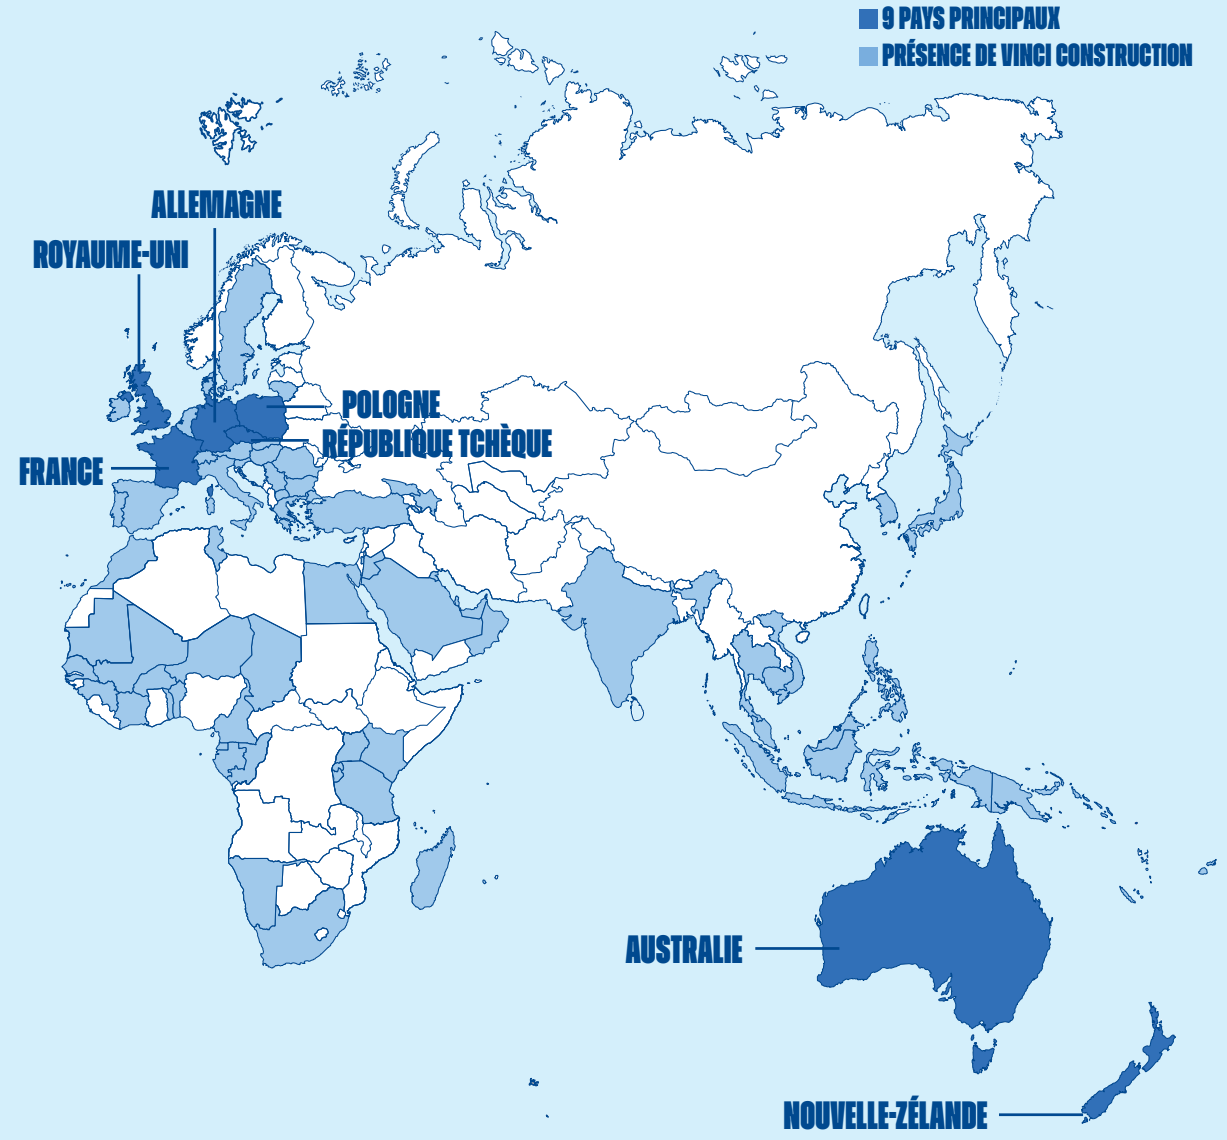 9 PAYS PRINCIPAUX
PRÉSENCE DE VINCI CONSTRUCTION
ALLEMAGNE
ROYAUME-UNI
POLOGNE
RÉPUBLIQUE TCHÈQUE
FRANCE
AUSTRALIE
NOUVELLE-ZÉLANDE